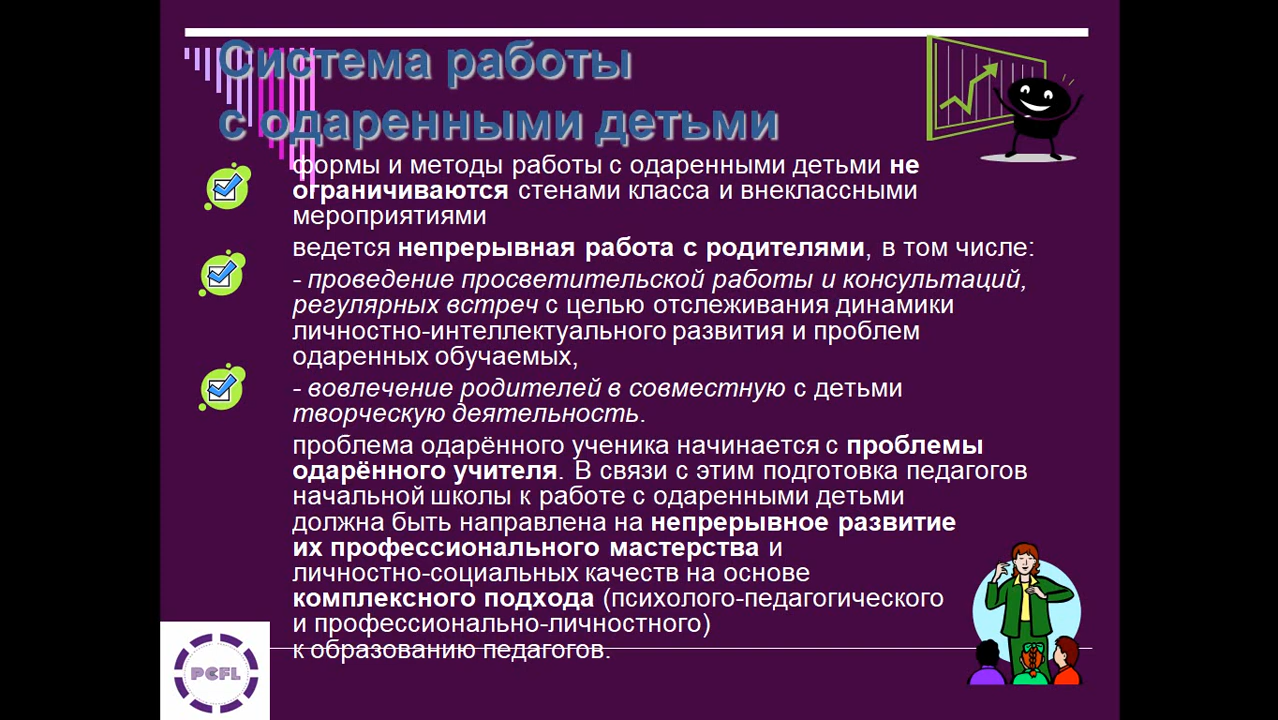 Система работы
с одаренными детьми
формы и методы работы с одаренными детьми не
ограничиваются стенами класса и внеклассными
мероприятиями
ведется непрерывная работа с родителями, в том числе:
- проведение просветительской работы и консультаций,
регулярных встреч с целью отслеживания динамики
личностно-интеллектуального развития и проблем
одаренных обучаемых,
- вовлечение родителей в совместную с детьми
творческую деятельность.
проблема одарённого ученика начинается с проблемы
одарённого учителя. В связи с этим подготовка педагогов
начальной школы к работе с одаренными детьми
должна быть направлена на непрерывное развитие
их профессионального мастерства и
личностно-социальных качеств на основе
комплексного подхода (психолого-педагогического
и профессионально-личностного)
к образованию педагогов.
PCFL